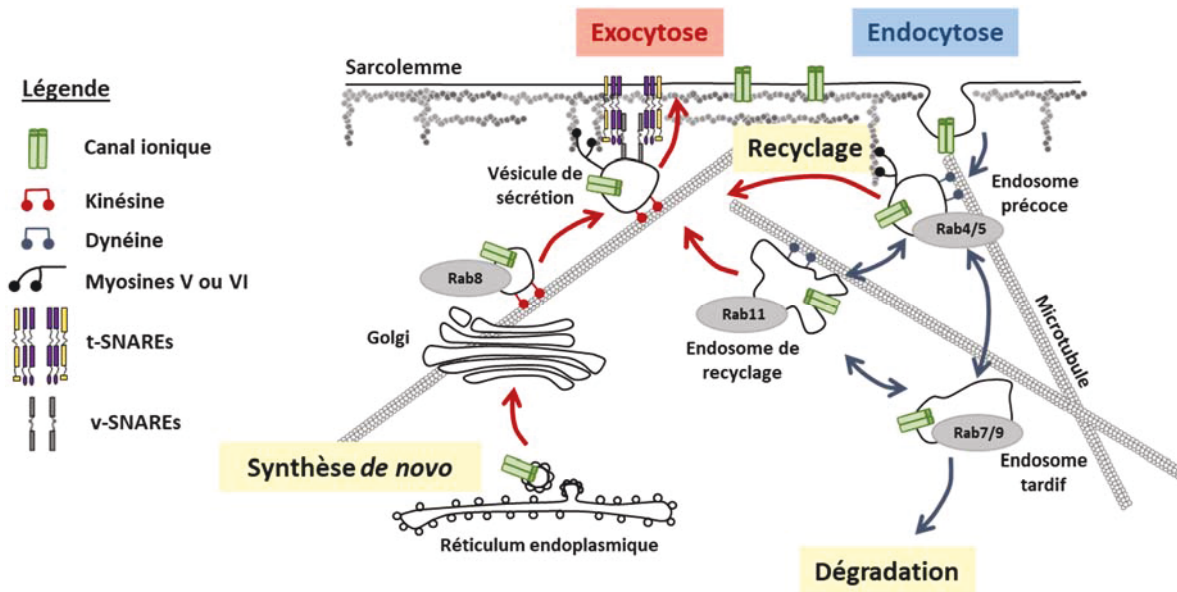 Exocytose
Endocytose
Sarcolemme
Légende
Canal ionique
Kinésine
Dynéine
Myosines V ou VI
t-SNAREs
v-SNAREs
Recyclage
Vésicule de
sécrétion
Endosome
précoce
Rab4/5
Rab8
Rab11
Golgi
Endosome de
recyclage
Microtubule
Rab7/9
Endosome
tardif
Synthèse de novo
Réticulum endoplasmique
Dégradation